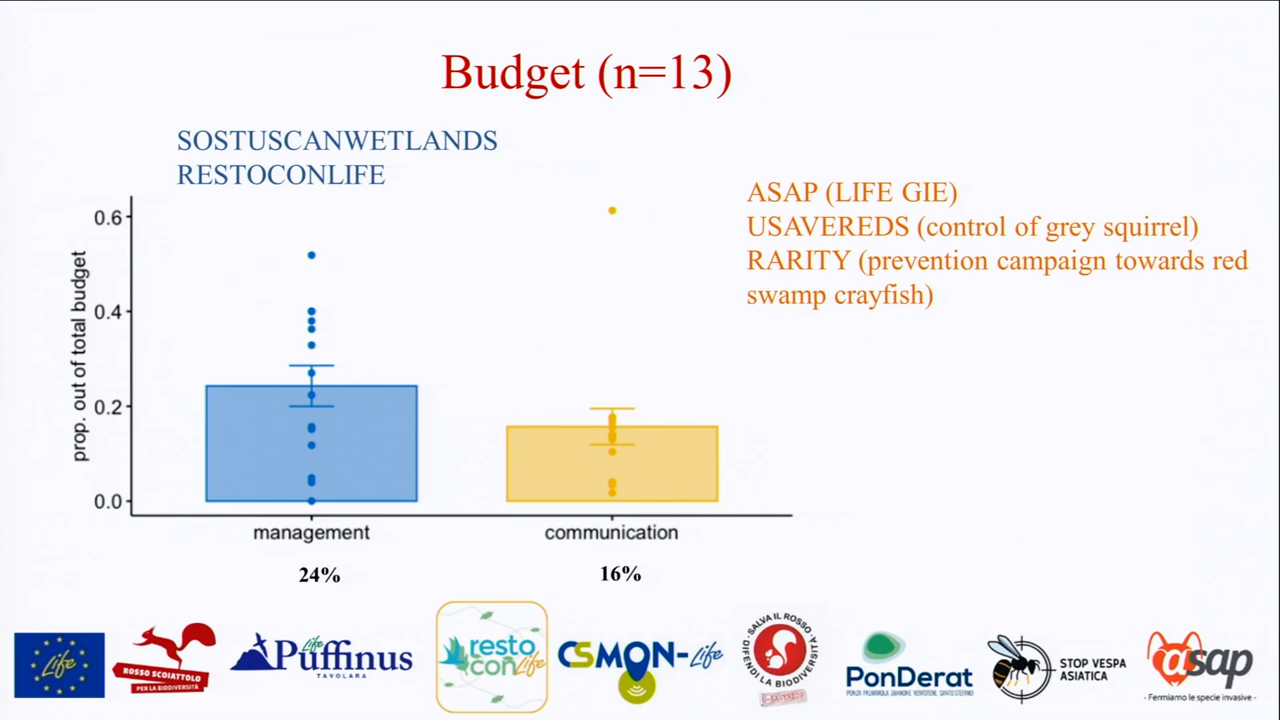 Budget (n=13)
SOSTUSCANWETLANDS
RESTOCONLIFE
ASAP (LIFE GIE)
USAVEREDS (control of grey squirrel)
RARITY (prevention campaign towards red
swamp crayfish)
prop. out of total budget
0.6
0.4
0.2
0.0
management
communication
24%
16%
Life
ROSSO SCOIATTOLO
PER LA BIODIVERSITÀ
Life
Puffinus
TAVOLARA
resto
con Life
CSMON-Life
SALVA IL ROSSO
DIFENDI LA BIODIVERSITÀ
U-SAVEREDS
PonDerat
STOP VESPA
ASIATICA
asap
- Fermiamo le specie invasive -